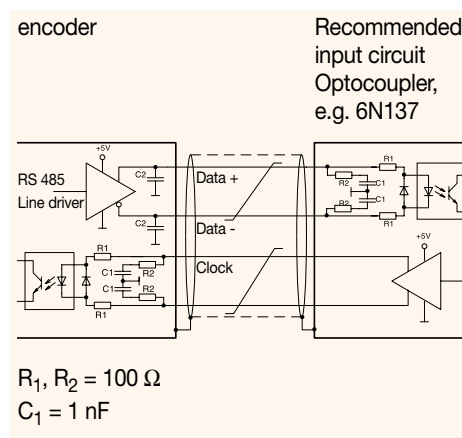 encoder
Recommended
input circuit
Optocoupler,
e.g. 6N137
+5V
RS 485
Line driver
C2
C2
Data +
Data -
Clock
R1
R2
C1
C1
R2
R1
+5V
R1
C1
R2
C1
R2
R1
R₁, R₂ = 100 Ω
C₁ = 1 nF